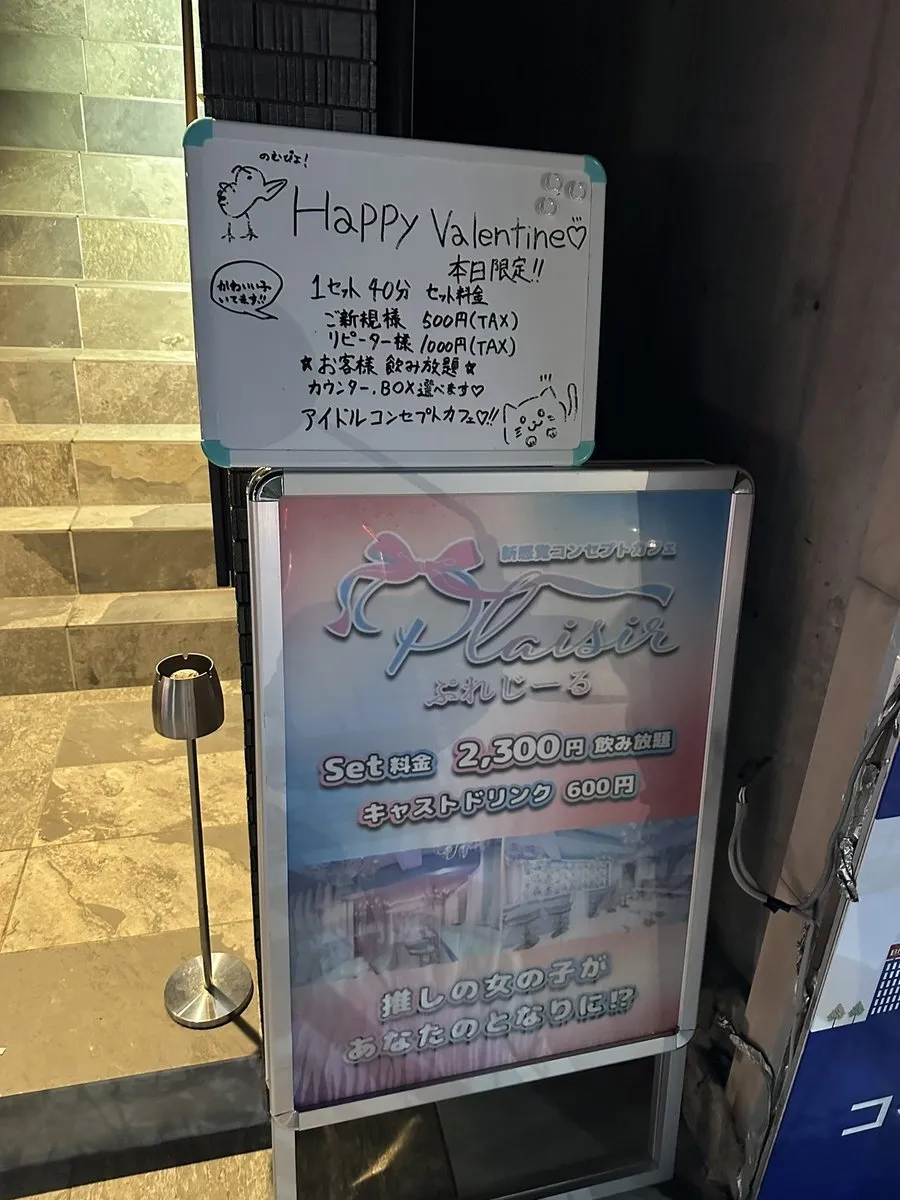 のむぴよ!
Happy Valentine♡
本日限定!!
かわいい子
いてます!!
1セット 40分 セット料金
ご新規様 500円(TAX)
リピーター様 1000円(TAX)
★お客様 飲み放題★
カウンター、BOX選べます♡
アイドルコンセプトカフェ♡!!
新感覚コンセプトカフェ
Plaisir
ぷれじーる
Set料金 2,300円 飲み放題
キャストドリンク 600円
推しの女の子が
あなたのとなりに!?
コ